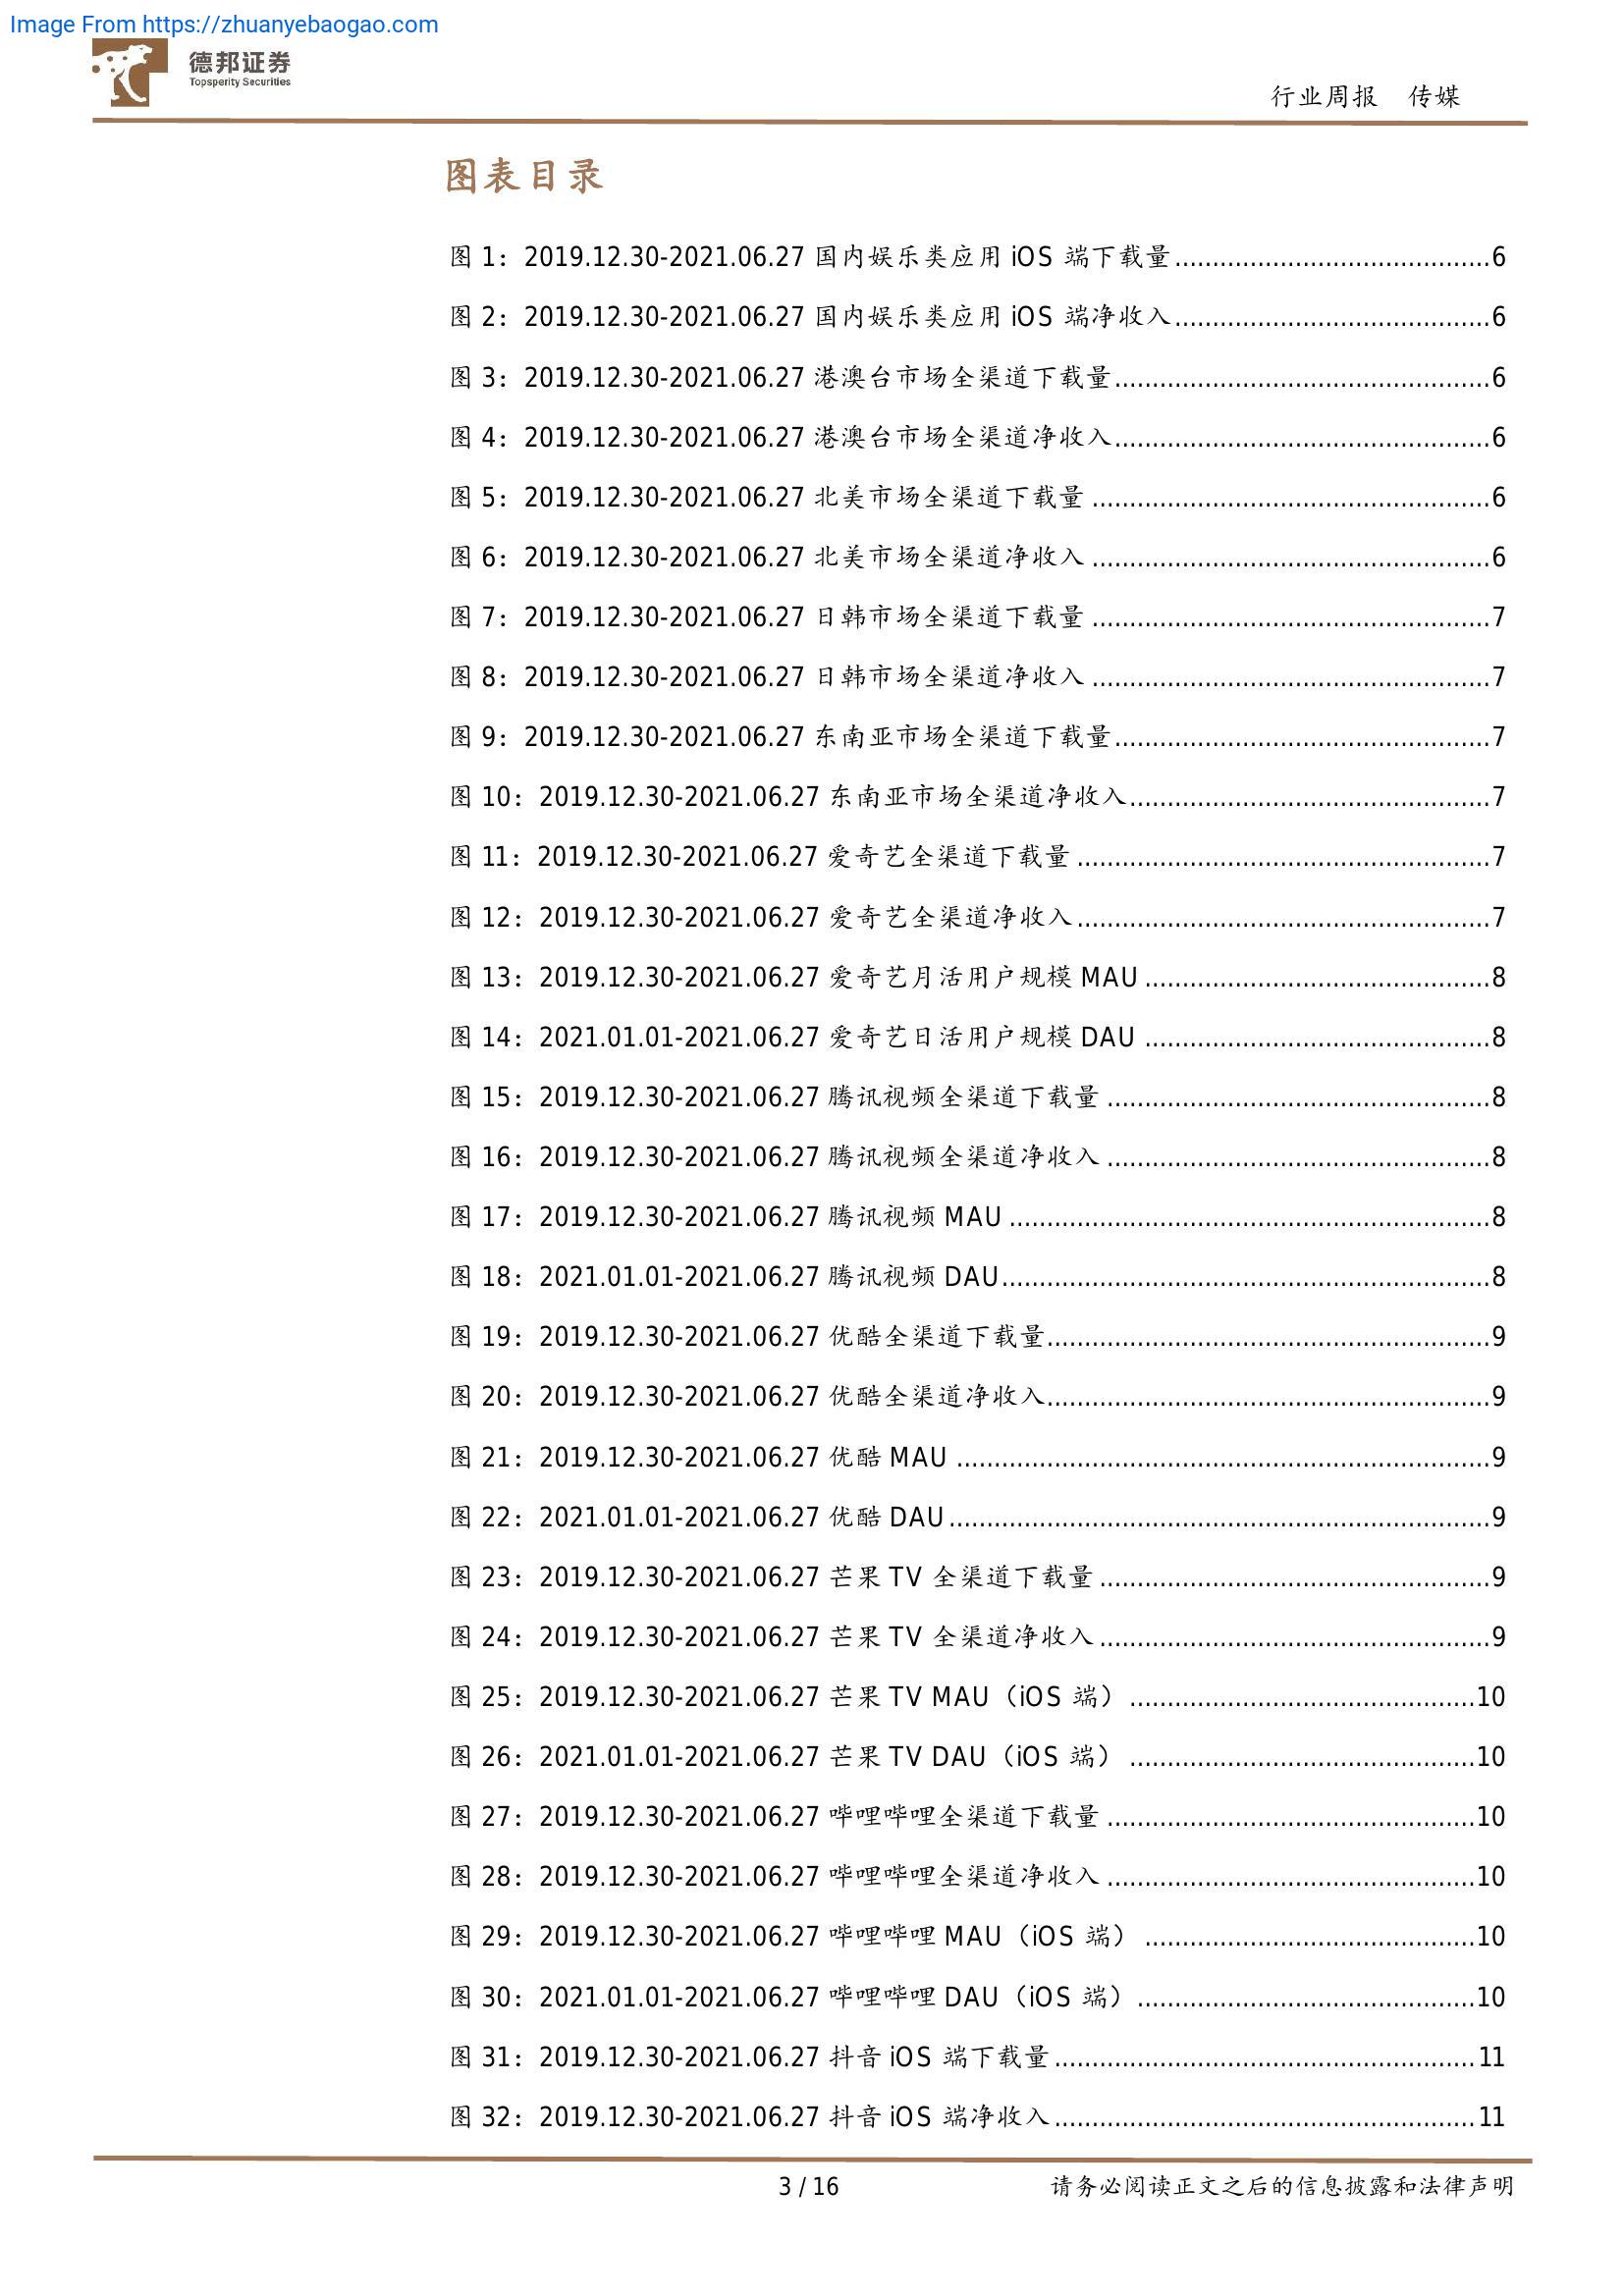 Image From https://zhuanyebaogao.com
德邦证券
Topsperity Securities
行业周报 传媒
图表目录
图 1：2019.12.30-2021.06.27 国内娱乐类应用 iOS 端下载量..........................................6
图 2：2019.12.30-2021.06.27 国内娱乐类应用 iOS 端净收入..........................................6
图 3：2019.12.30-2021.06.27 港澳台市场全渠道下载量..................................................6
图 4：2019.12.30-2021.06.27 港澳台市场全渠道净收入..................................................6
图 5：2019.12.30-2021.06.27 北美市场全渠道下载量 .....................................................6
图 6：2019.12.30-2021.06.27 北美市场全渠道净收入 .....................................................6
图 7：2019.12.30-2021.06.27 日韩市场全渠道下载量 .....................................................7
图 8：2019.12.30-2021.06.27 日韩市场全渠道净收入 .....................................................7
图 9：2019.12.30-2021.06.27 东南亚市场全渠道下载量..................................................7
图 10：2019.12.30-2021.06.27 东南亚市场全渠道净收入................................................7
图 11：2019.12.30-2021.06.27 爱奇艺全渠道下载量 .......................................................7
图 12：2019.12.30-2021.06.27 爱奇艺全渠道净收入.......................................................7
图 13：2019.12.30-2021.06.27 爱奇艺月活用户规模 MAU ..............................................8
图 14：2021.01.01-2021.06.27 爱奇艺日活用户规模 DAU ..............................................8
图 15：2019.12.30-2021.06.27 腾讯视频全渠道下载量 ...................................................8
图 16：2019.12.30-2021.06.27 腾讯视频全渠道净收入 ...................................................8
图 17：2019.12.30-2021.06.27 腾讯视频 MAU ................................................................8
图 18：2021.01.01-2021.06.27 腾讯视频 DAU.................................................................8
图 19：2019.12.30-2021.06.27 优酷全渠道下载量...........................................................9
图 20：2019.12.30-2021.06.27 优酷全渠道净收入...........................................................9
图 21：2019.12.30-2021.06.27 优酷 MAU .......................................................................9
图 22：2021.01.01-2021.06.27 优酷 DAU........................................................................9
图 23：2019.12.30-2021.06.27 芒果 TV 全渠道下载量 ....................................................9
图 24：2019.12.30-2021.06.27 芒果 TV 全渠道净收入 ....................................................9
图 25：2019.12.30-2021.06.27 芒果 TV MAU（iOS 端） ..............................................10
图 26：2021.01.01-2021.06.27 芒果 TV DAU（iOS 端） ..............................................10
图 27：2019.12.30-2021.06.27 哔哩哔哩全渠道下载量 .................................................10
图 28：2019.12.30-2021.06.27 哔哩哔哩全渠道净收入 .................................................10
图 29：2019.12.30-2021.06.27 哔哩哔哩 MAU（iOS 端） ............................................10
图 30：2021.01.01-2021.06.27 哔哩哔哩 DAU（iOS 端） .............................................10
图 31：2019.12.30-2021.06.27 抖音 iOS 端下载量........................................................11
图 32：2019.12.30-2021.06.27 抖音 iOS 端净收入........................................................11
3 / 16
请务必阅读正文之后的信息披露和法律声明